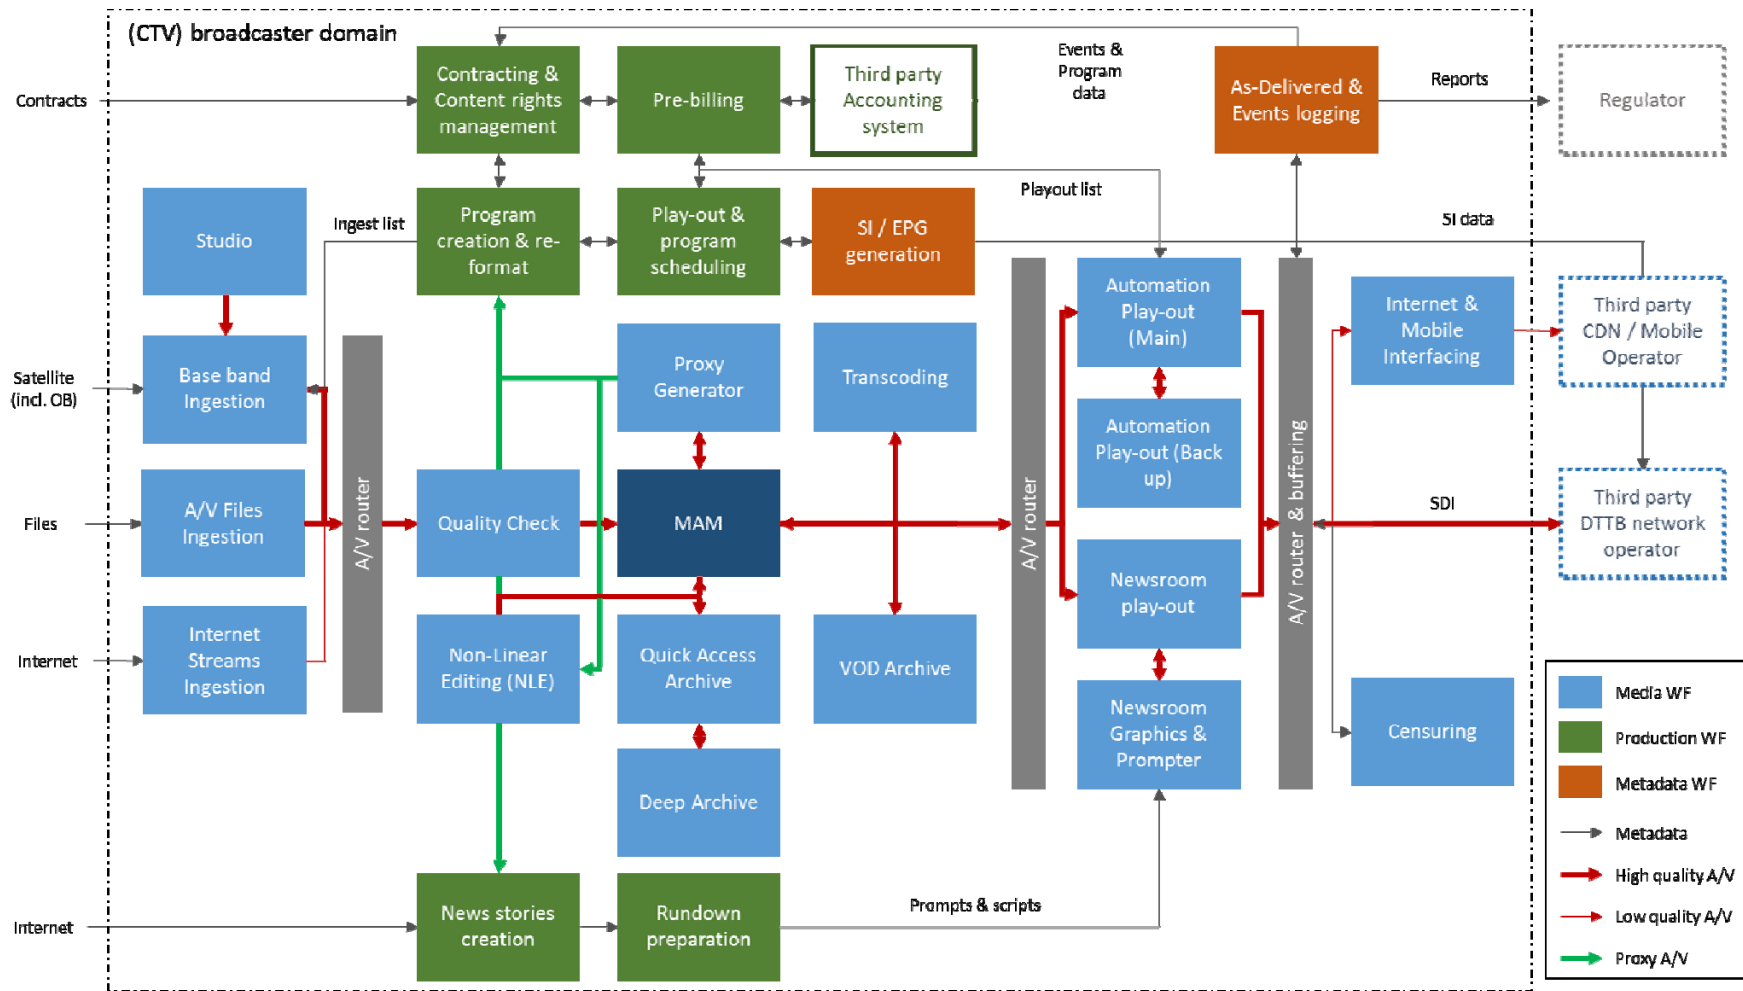 (CTV) broadcaster domain
Contracts
Contracting &
Content rights
management
Pre-billing
Third party
Accounting
system
Events &
Program
data
As-Delivered &
Events logging
Reports
Regulator
Studio
Ingest list
Program
creation & re-
format
Play-out &
program
scheduling
SI / EPG
generation
Playout list
SI data
Satellite
(incl. OB)
Base band
Ingestion
Proxy
Generator
Transcoding
Automation
Play-out
(Main)
Internet &
Mobile
Interfacing
Third party
CDN / Mobile
Operator
Automation
Play-out (Back
up)
Files
A/V Files
Ingestion
A/V router
Quality Check
MAM
A/V router
A/V router & buffering
SDI
Third party
DTTB network
operator
Newsroom
play-out
Internet
Internet
Streams
Ingestion
Non-Linear
Editing (NLE)
Quick Access
Archive
VOD Archive
Newsroom
Graphics &
Prompter
Censuring
Deep Archive
Internet
News stories
creation
Rundown
preparation
Prompts & scripts
Media WF
Production WF
Metadata WF
Metadata
High quality A/V
Low quality A/V
Proxy A/V